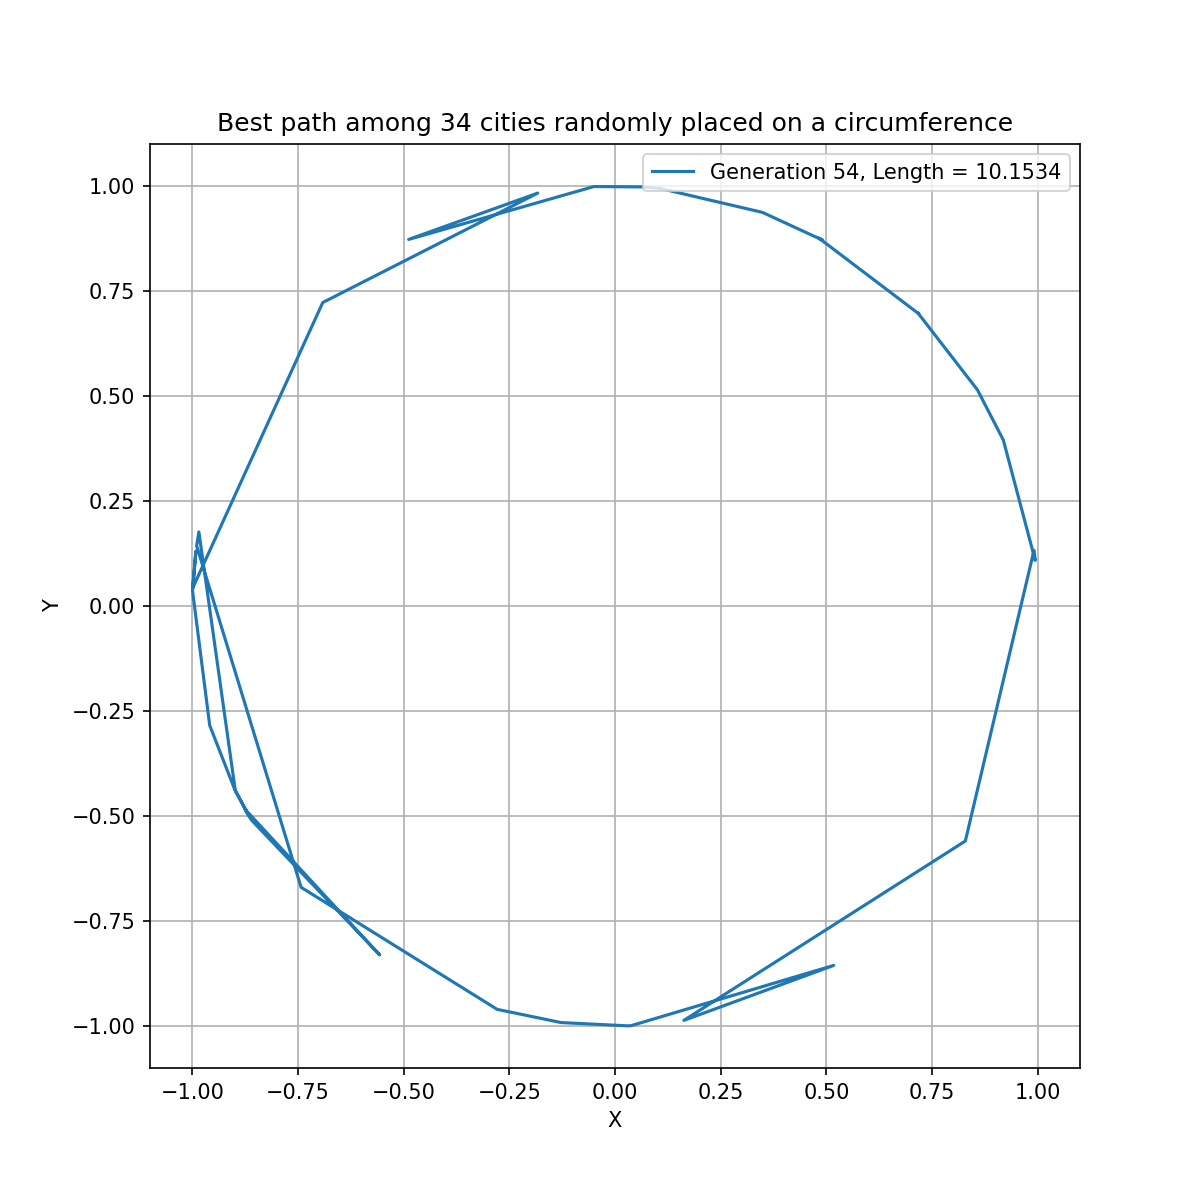 Best path among 34 cities randomly placed on a circumference
Generation 54, Length = 10.1534
1.00
0.75
0.50
0.25
0.00
−0.25
−0.50
−0.75
−1.00
Y
−1.00 −0.75 −0.50 −0.25 0.00 0.25 0.50 0.75 1.00
X